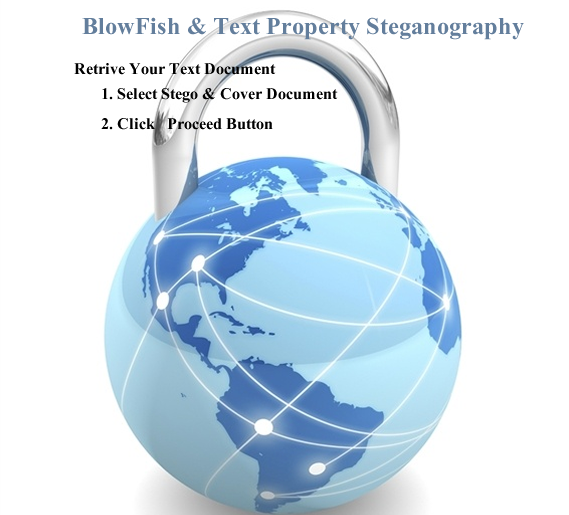 BlowFish & Text Property Steganography
Retrive Your Text Document
1. Select Stego & Cover Document
2. Click Proceed Button